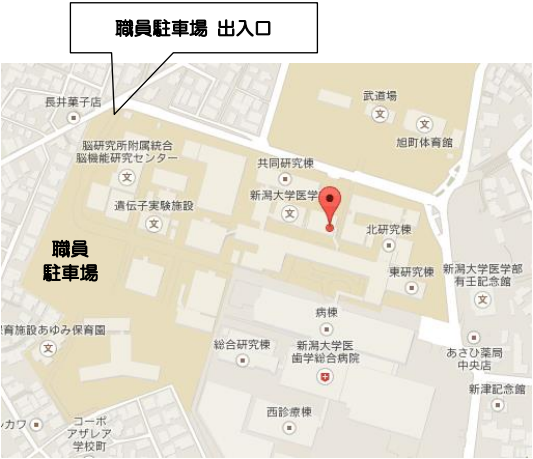 職員駐車場 出入口
長井菓子店
武道場
旭町体育館
脳研究所附属統合
脳機能研究センター
共同研究棟
新潟大学医学
遺伝子実験施設
北研究棟
職員
駐車場
東研究棟
新潟大学医学部
有壬記念館
病棟
育施設あゆみ保育園
総合研究棟
新潟大学医
歯学総合病院
あさひ薬局
中央店
新津記念館
西診療棟
カワ
コーポ
アザレア
学校町